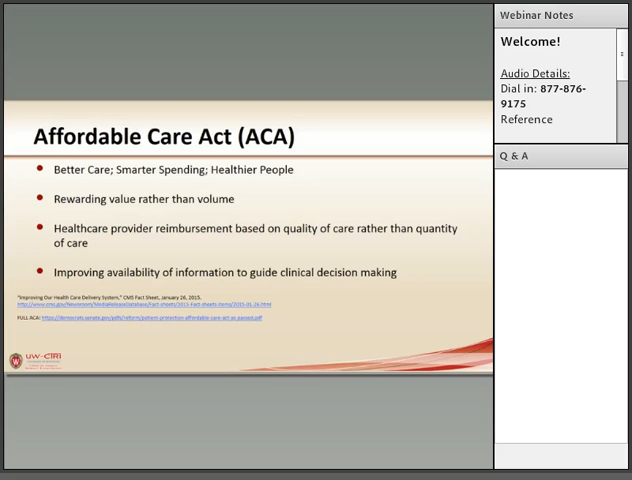 Affordable Care Act (ACA)
Better Care; Smarter Spending; Healthier People
Rewarding value rather than volume
Healthcare provider reimbursement based on quality of care rather than quantity
of care
Improving availability of information to guide clinical decision making
"Improving Our Health Care Delivery System," CMS Fact Sheet, January 26, 2015.
http://www.cms.gov/Newsroom/MediaReleaseDatabase/Fact-sheets/2015-Fact-sheets-items/2015-01-26.html
FULL ACA: https://democrats.senate.gov/pdfs/reform/patient-protection-affordable-care-act-as-passed.pdf
UW-CTRI
Webinar Notes
Welcome!
Audio Details:
Dial in: 877-876-
9175
Reference
Q & A